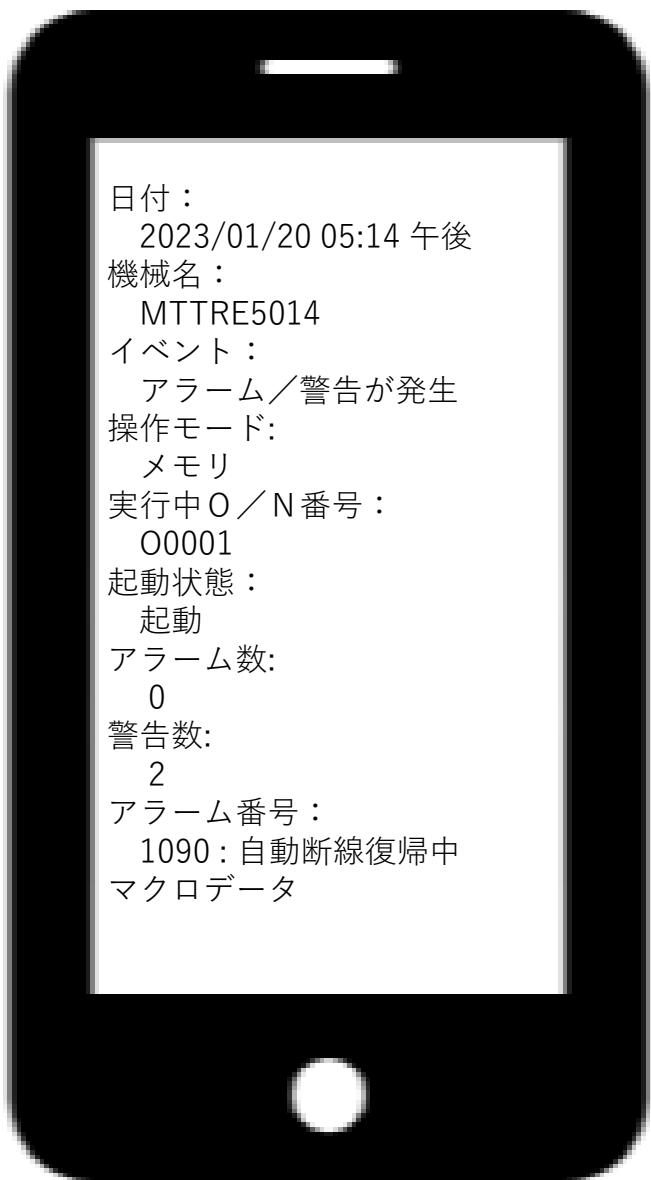 日付：
2023/01/20 05:14 午後
機械名：
MTTRE5014
イベント：
アラーム／警告が発生
操作モード:
メモリ
実行中Ｏ／Ｎ番号：
O0001
起動状態：
起動
アラーム数:
0
警告数:
2
アラーム番号：
1090 : 自動断線復帰中
マクロデータ